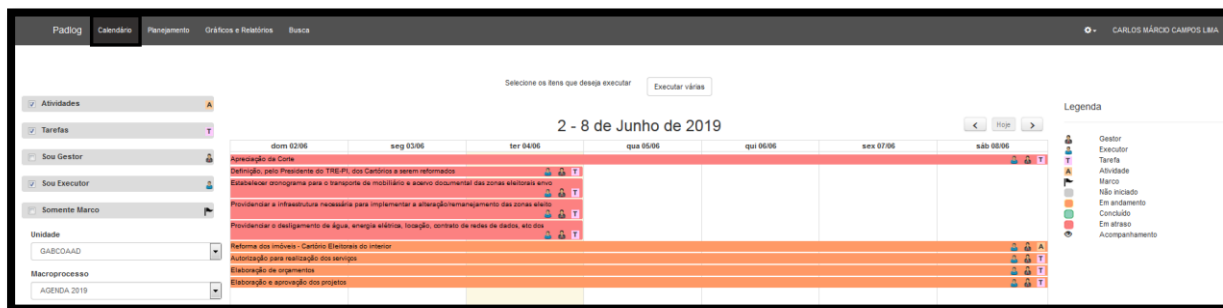 Padlog Calendário Planejamento Gráficos e Relatórios Busca CARLOS MÁRCIO CAMPOS LIMA
Selecione os itens que deseja executar Executar várias
Atividades A
Tarefas T
Sou Gestor
Sou Executor
Somente Marco
Unidade
GABCOAAD
Macroprocesso
AGENDA 2019
2 - 8 de Junho de 2019 < Hoje >
dom 02/06 seg 03/06 ter 04/06 qua 05/06 qui 06/06 sex 07/06 sáb 08/06
Apreciação da Corte T
Definição, pelo Presidente do TRE-PI, dos Cartórios a serem reformados T
Estabelecer cronograma para o transporte de mobiliário e acervo documental das zonas eleitorais envo
T
Providenciar a infraestrutura necessária para implementar a alteração/remanejamento das zonas eleito
T
Providenciar o desligamento de água, energia elétrica, locação, contrato de redes de dados, etc dos
T
Reforma dos imóveis - Cartório Eleitorais do interior A
Autorização para realização dos serviços T
Elaboração de orçamentos T
Elaboração e aprovação dos projetos T
Legenda
Gestor
Executor
T Tarefa
A Atividade
Marco
Não iniciado
Em andamento
Concluído
Em atraso
Acompanhamento